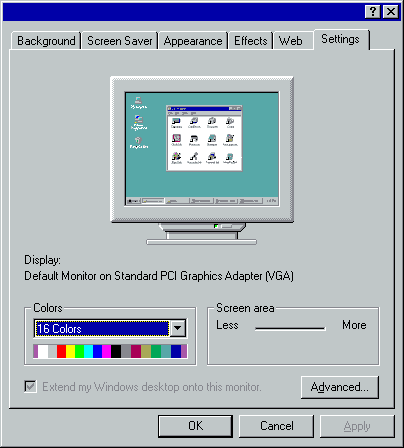 Background
Screen Saver
Appearance
Effects
Web
Settings
Display:
Default Monitor on Standard PCI Graphics Adapter (VGA)
Colors
Screen area
16 Colors
Less
More
Extend my Windows desktop onto this monitor.
Advanced...
OK
Cancel
Apply